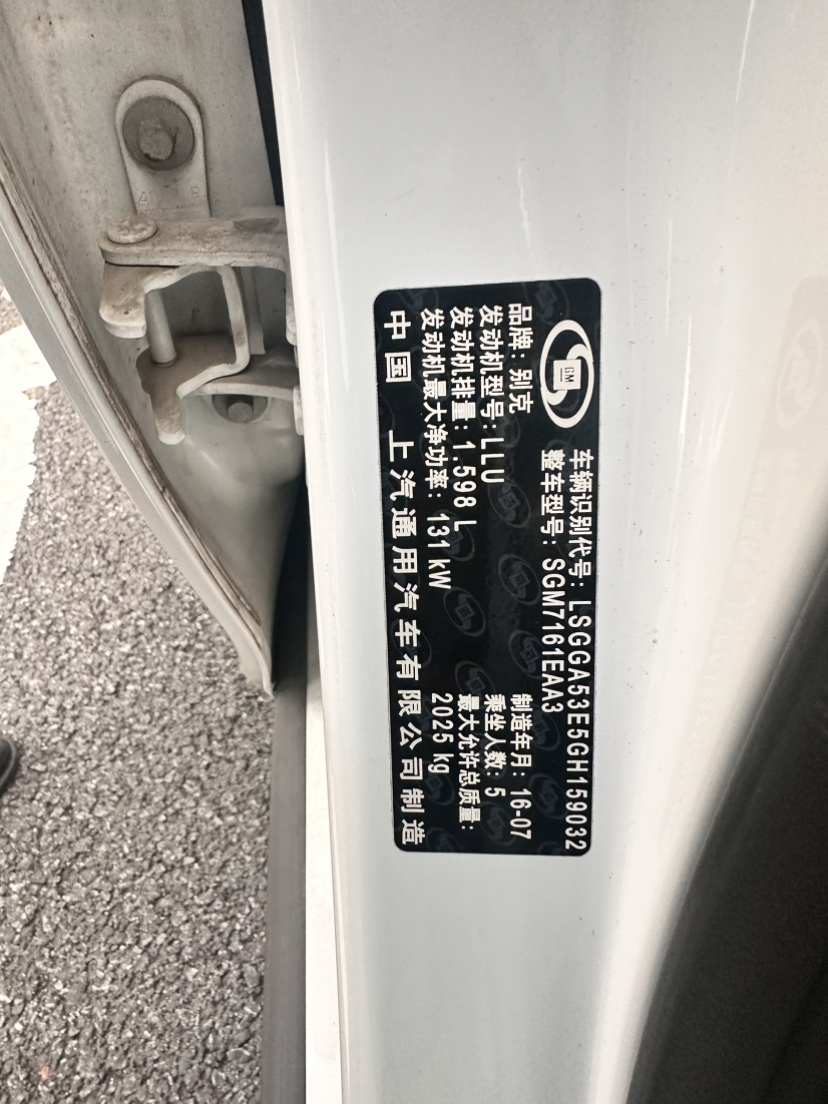 GM
车辆识别代号: LSGGA53E5GH159032
整车型号: SGM7161EAA3
品牌: 别克
制造年月: 16-07
发动机型号: LLU
乘坐人数: 5
发动机排量: 1.598 L
最大允许总质量:
发动机最大净功率: 131kW
2025 kg
中国 上汽通用汽车有限公司制造